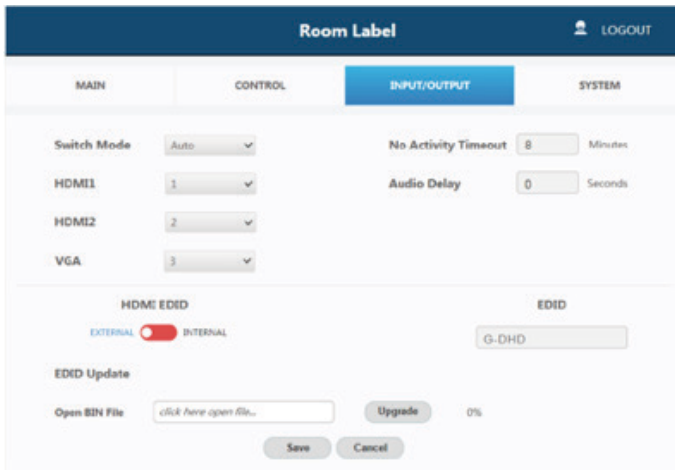 Room Label
LOGOUT
MAIN CONTROL INPUT/OUTPUT SYSTEM
Switch Mode Auto No Activity Timeout 8 Minutes
HDMI1 1 Audio Delay 0 Seconds
HDMI2 2
VGA 3
HDMI EDID EDID
EXTERNAL INTERNAL G-DHD
EDID Update
Open BIN File click here open file... Upgrade 0%
Save Cancel